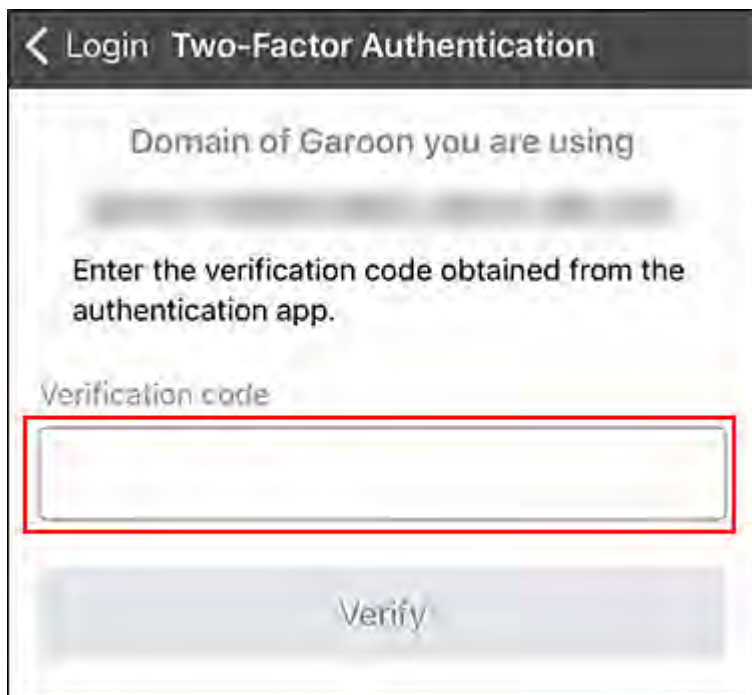 Login Two-Factor Authentication
Domain of Garoon you are using
Enter the verification code obtained from the
authentication app.
Verification code
Verify